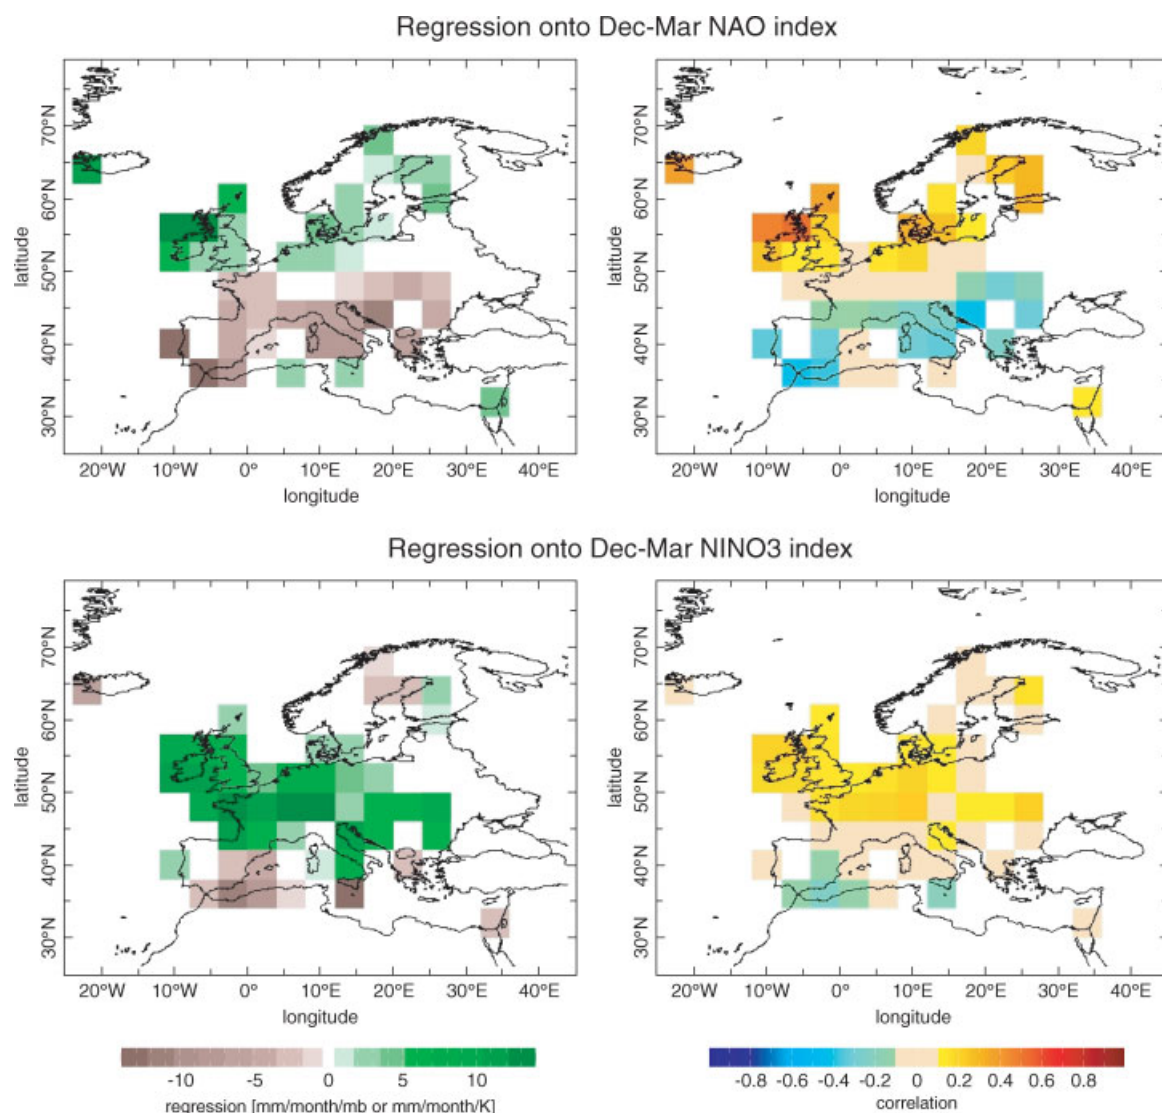 Regression onto Dec-Mar NAO index
70°N
60°N
50°N
40°N
30°N
latitude
20°W 10°W 0° 10°E 20°E 30°E 40°E
longitude
70°N
60°N
50°N
40°N
30°N
latitude
20°W 10°W 0° 10°E 20°E 30°E 40°E
longitude
Regression onto Dec-Mar NINO3 index
70°N
60°N
50°N
40°N
30°N
latitude
20°W 10°W 0° 10°E 20°E 30°E 40°E
longitude
70°N
60°N
50°N
40°N
30°N
latitude
20°W 10°W 0° 10°E 20°E 30°E 40°E
longitude
-10 -5 0 5 10
regression [mm/month/mb or mm/month/K]
-0.8 -0.6 -0.4 -0.2 0 0.2 0.4 0.6 0.8
correlation